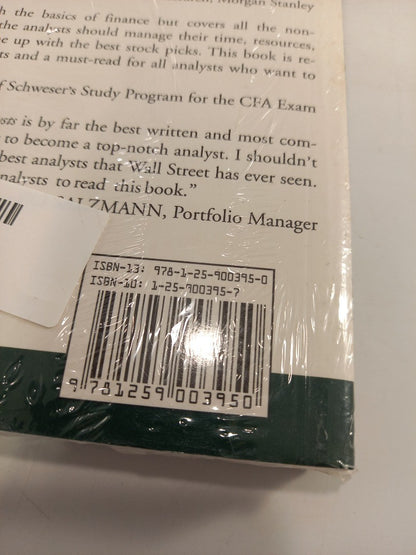 Morgan Stanley
h the basics of finance but covers all the non-
the analysts should manage their time, resources,
e up with the best stock picks. This book is re-
ts and a must-read for all analysts who want to
f Schweser's Study Program for the CFA Exam
sts is by far the best written and most com-
to become a top-notch analyst. I shouldn't
best analysts that Wall Street has ever seen.
nalysts to read this book.”
ALZMANN, Portfolio Manager
ISBN-13: 978-1-25-900395-0
ISBN-10: 1-25-900395-7
9 781259 003950